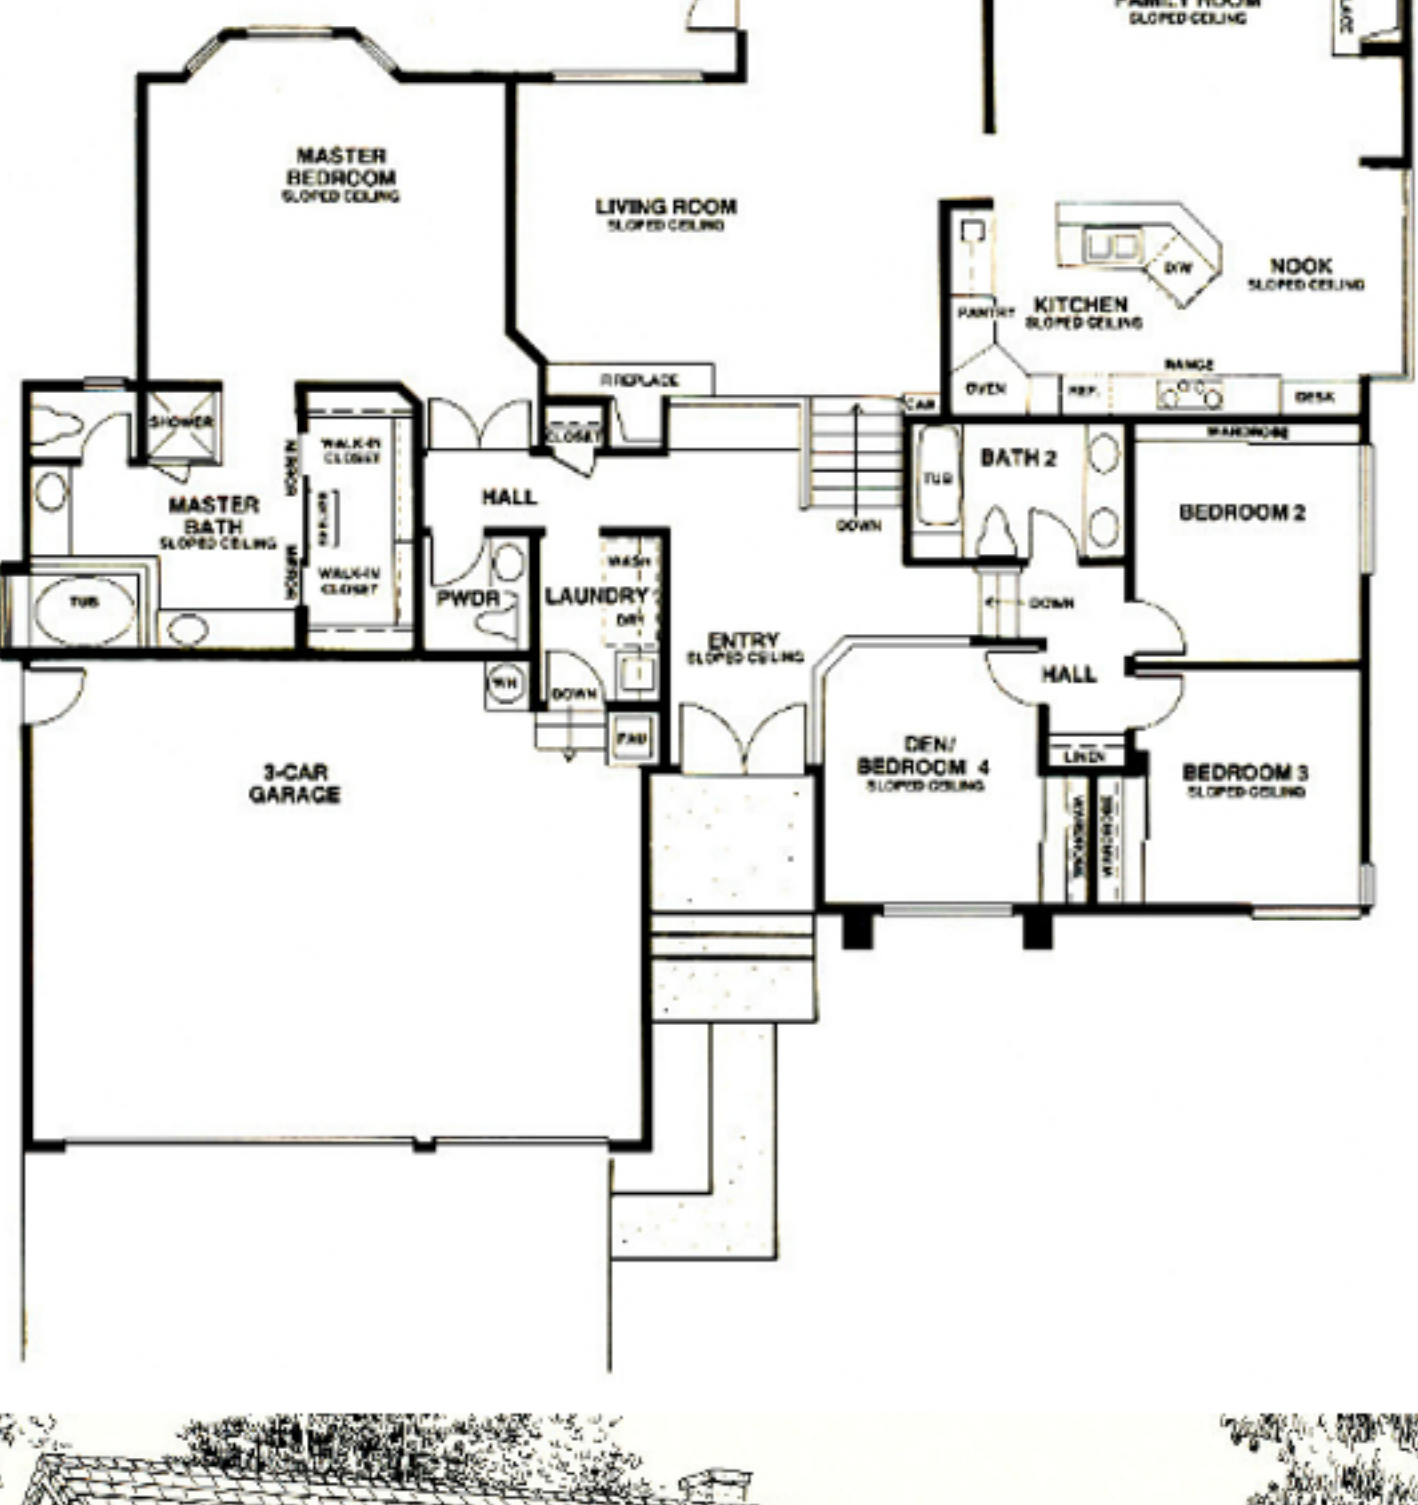 FAMILY ROOM
SLOPED CEILING
MASTER
BEDROOM
SLOPED CEILING
LIVING ROOM
SLOPED CEILING
D/W
NOOK
SLOPED CEILING
PANTRY
KITCHEN
SLOPED CEILING
RANGE
OVEN
REF.
DESK
FIREPLACE
SHOWER
CLOSET
WALK-IN
CLOSET
MIRROR
WARDROBE
BATH 2
TUB
HALL
MASTER
BATH
SLOPED CEILING
BEDROOM 2
DOWN
MIRROR
WALK-IN
CLOSET
TUB
PWDR
LAUNDRY
WASH
DRY
DOWN
ENTRY
SLOPED CEILING
HALL
WH
DOWN
FAU
LINEN
3-CAR
GARAGE
DEN/
BEDROOM 4
SLOPED CEILING
BEDROOM 3
SLOPED CEILING
WARDROBE
WARDROBE